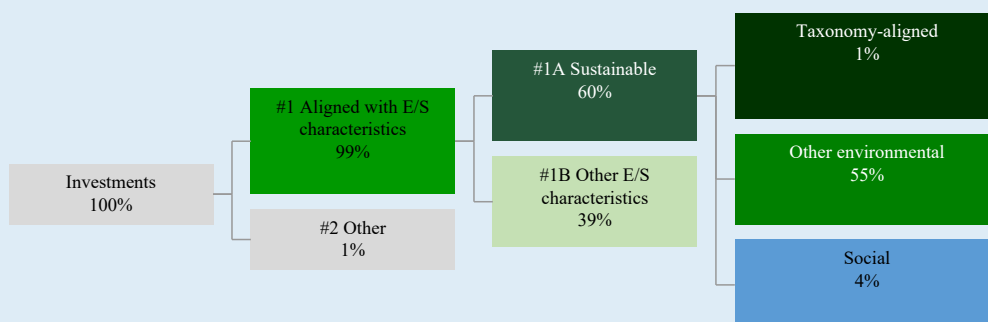 Investments
100%
#1 Aligned with E/S
characteristics
99%
#2 Other
1%
#1A Sustainable
60%
#1B Other E/S
characteristics
39%
Taxonomy-aligned
1%
Other environmental
55%
Social
4%